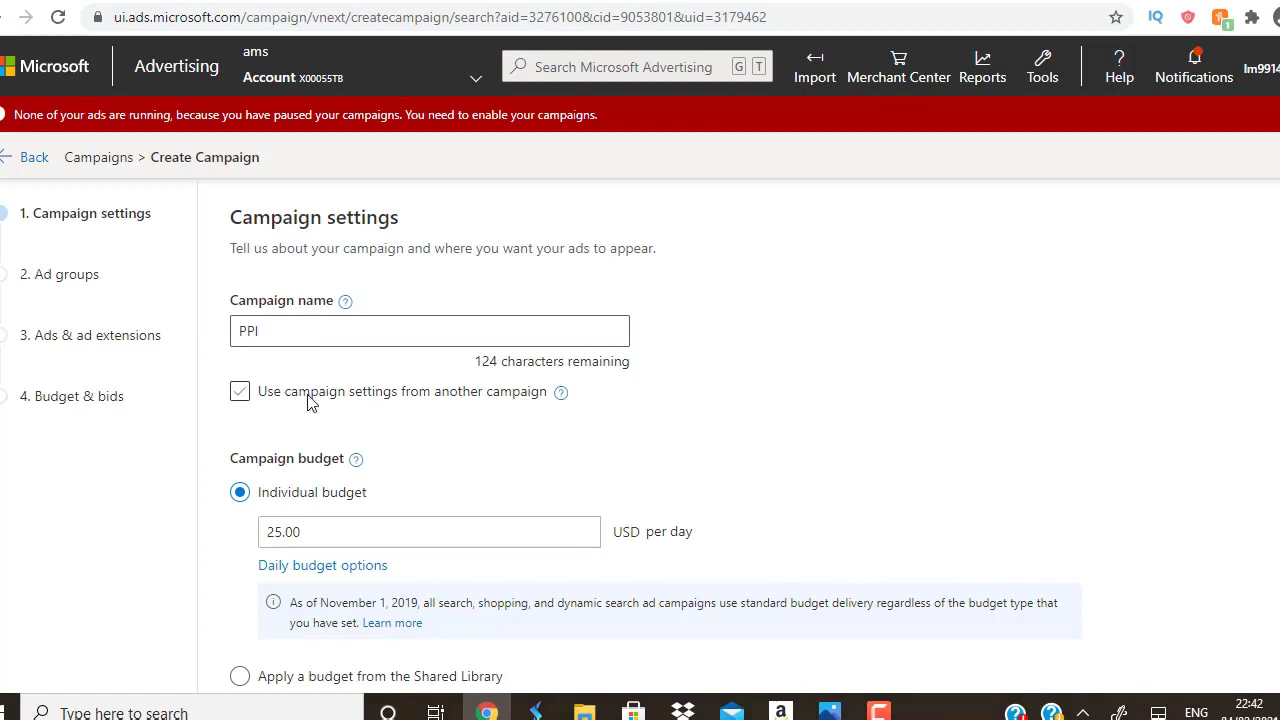 ui.ads.microsoft.com/campaign/vnext/createcampaign/search?aid=3276100&cid=9053801&uid=3179462
IQ
1
Microsoft
Advertising
ams
Account X00055TB
Search Microsoft Advertising
G
T
Import
Merchant Center
Reports
Tools
?
Help
Notifications
lm9914
None of your ads are running, because you have paused your campaigns. You need to enable your campaigns.
Back
Campaigns > Create Campaign
1. Campaign settings
2. Ad groups
3. Ads & ad extensions
4. Budget & bids
Campaign settings
Tell us about your campaign and where you want your ads to appear.
Campaign name ?
PPI
124 characters remaining
Use campaign settings from another campaign ?
Campaign budget ?
Individual budget
25.00
USD per day
Daily budget options
As of November 1, 2019, all search, shopping, and dynamic search ad campaigns use standard budget delivery regardless of the budget type that
you have set. Learn more
Apply a budget from the Shared Library
Type here to search
a
ENG
22:42